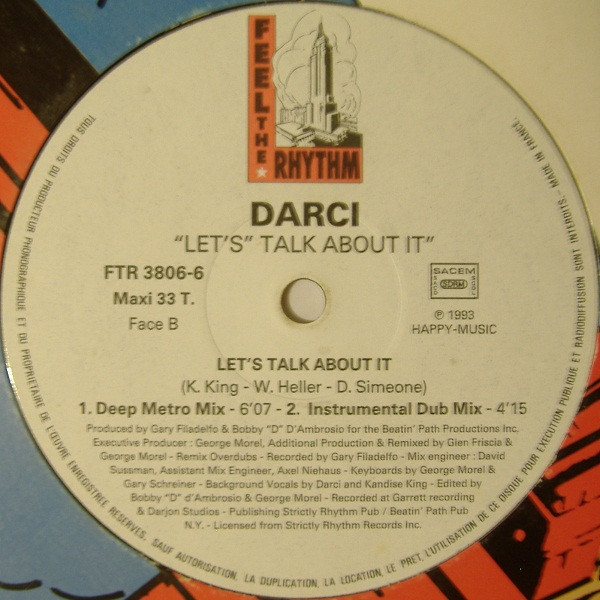 FEEL THE
RHYTHM
DARCI
"LET'S" TALK ABOUT IT"
FTR 3806-6
Maxi 33 T.
Face B
SACEM
SACD
SDRM
SGDL
℗ 1993
HAPPY-MUSIC
LET'S TALK ABOUT IT
(K. King - W. Heller - D. Simeone)
1. Deep Metro Mix - 6'07 - 2. Instrumental Dub Mix - 4'15
Produced by Gary Filadelfo & Bobby "D" D'Ambrosio for the Beatin' Path Productions Inc.
Executive Producer : George Morel, Additional Production & Remixed by Glen Friscia &
George Morel - Remix Overdubs - Recorded by Gary Filadelfo - Mix engineer : David
Sussman, Assistant Mix Engineer, Axel Niehaus - Keyboards by George Morel &
Gary Schreiner - Background Vocals by Darci and Kandise King - Edited by
Bobby "D" d'Ambrosio & George Morel - Recorded at Garrett recording
& Darjon Studios - Publishing Strictly Rhythm Pub / Beatin' Path Pub
N.Y. - Licensed from Strictly Rhythm Records Inc.
TOUS DROITS DU PRODUCTEUR PHONOGRAPHIQUE ET DU PROPRIETAIRE DE L'ŒUVRE ENREGISTREE RESERVES, SAUF AUTORISATION, LA DUPLICATION, LA LOCATION, LE PRET, L'UTILISATION DE CE DISQUE POUR EXECUTION PUBLIQUE ET RADIODIFFUSION SONT INTERDITS.- MADE IN FRANCE.